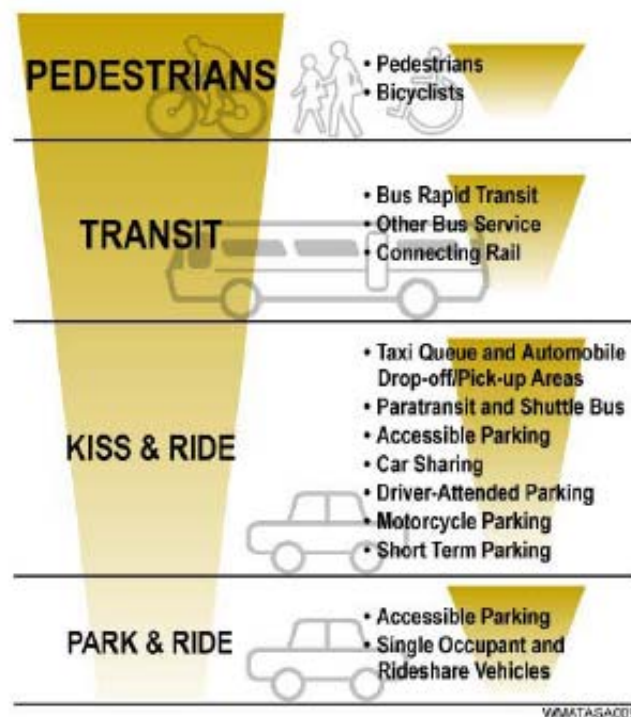 PEDESTRIANS
• Pedestrians
• Bicyclists
TRANSIT
• Bus Rapid Transit
• Other Bus Service
• Connecting Rail
KISS & RIDE
• Taxi Queue and Automobile
Drop-off/Pick-up Areas
• Paratransit and Shuttle Bus
• Accessible Parking
• Car Sharing
• Driver-Attended Parking
• Motorcycle Parking
• Short Term Parking
PARK & RIDE
• Accessible Parking
• Single Occupant and
Rideshare Vehicles